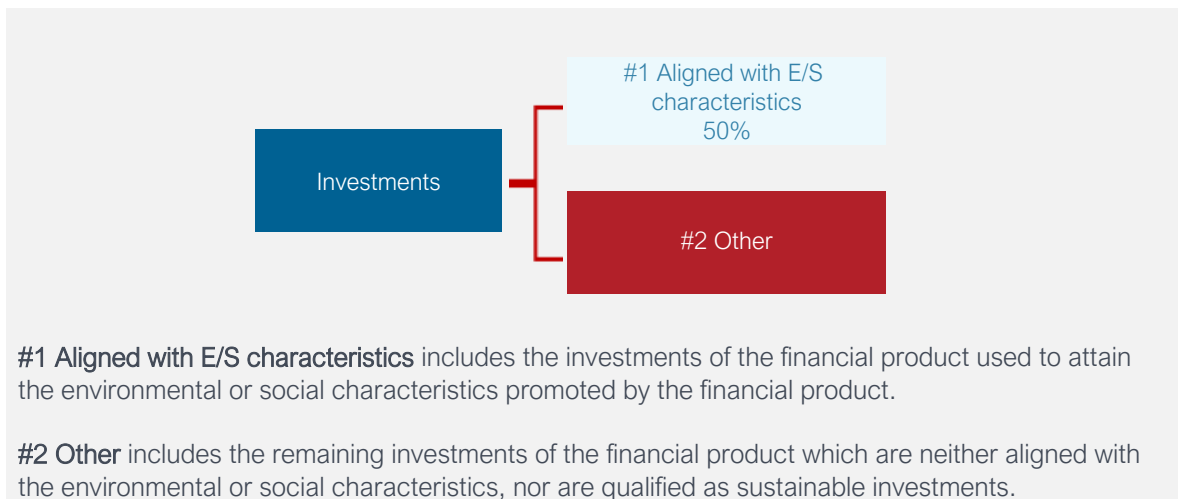 #1 Aligned with E/S
characteristics
50%
Investments
#2 Other
#1 Aligned with E/S characteristics includes the investments of the financial product used to attain
the environmental or social characteristics promoted by the financial product.
#2 Other includes the remaining investments of the financial product which are neither aligned with
the environmental or social characteristics, nor are qualified as sustainable investments.